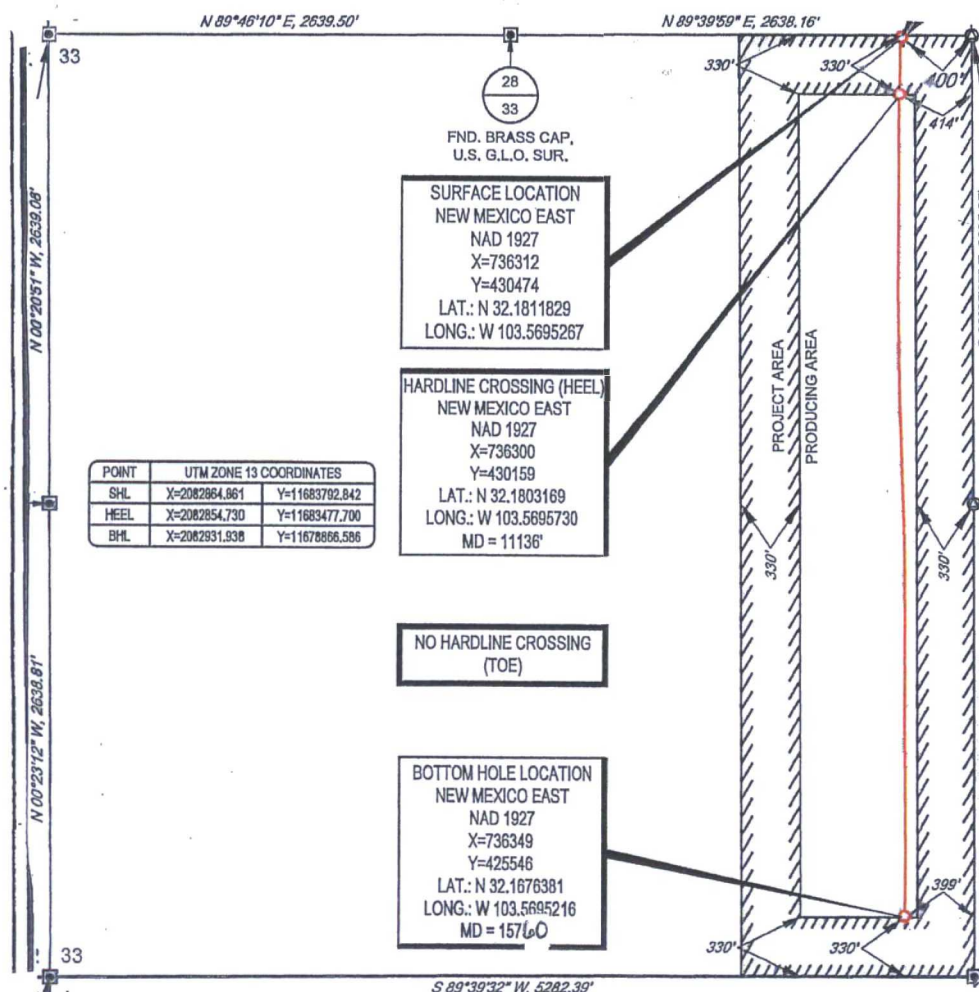 N 89°46'10" E, 2639.50'
N 89°39'59" E, 2638.16'
33
28
33
FND. BRASS CAP.
U.S. G.L.O. SUR.
330'
330'
400'
414'
SURFACE LOCATION
NEW MEXICO EAST
NAD 1927
X=736312
Y=430474
LAT.: N 32.1811829
LONG.: W 103.5695267
N 00°20'51" W, 2639.08'
HARDLINE CROSSING (HEEL)
NEW MEXICO EAST
NAD 1927
X=736300
Y=430159
LAT.: N 32.1803169
LONG.: W 103.5695730
MD = 11136'
PROJECT AREA
PRODUCING AREA
POINT UTM ZONE 13 COORDINATES
SHL X=2082864.861 Y=11683792.842
HEEL X=2082854.730 Y=11683477.700
BHL X=2082931.938 Y=11678866.586
330'
330'
NO HARDLINE CROSSING
(TOE)
N 00°23'12" W, 2638.81'
BOTTOM HOLE LOCATION
NEW MEXICO EAST
NAD 1927
X=736349
Y=425546
LAT.: N 32.1676381
LONG.: W 103.5695216
MD = 15760
399'
330'
330'
33
S 89°39'32" W, 5282.39'